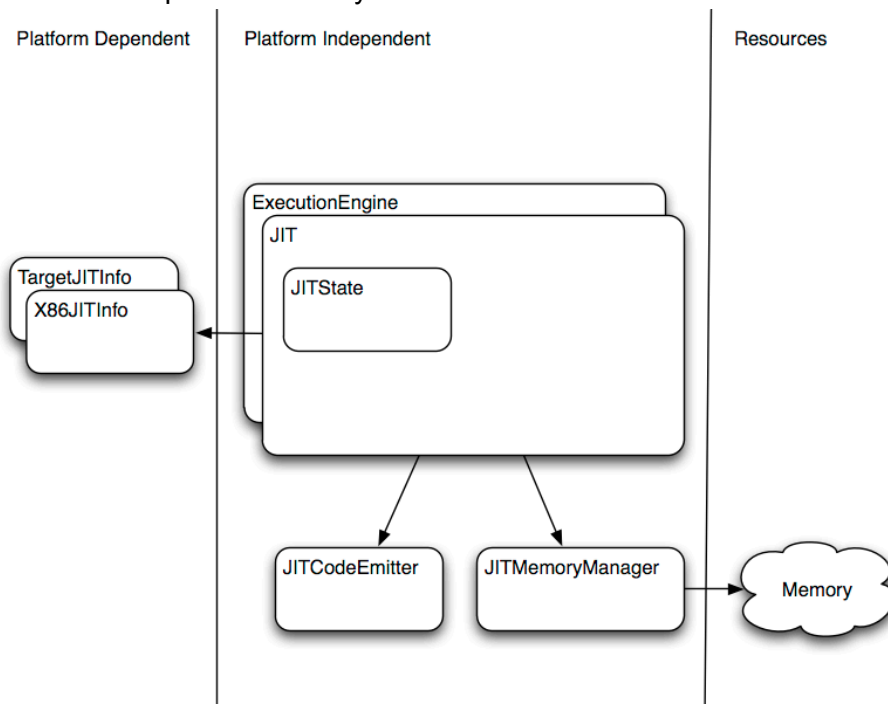 Platform Dependent
Platform Independent
Resources
ExecutionEngine
JIT
JITState
TargetJITInfo
X86JITInfo
JITCodeEmitter
JITMemoryManager
Memory